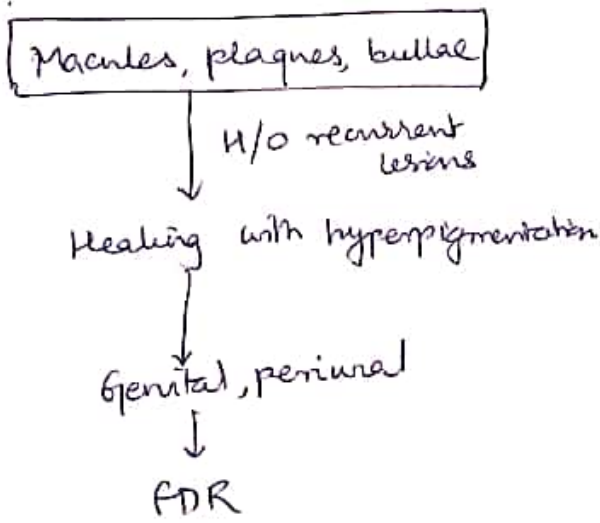 Macules, plaques, bullae
H/O recurrent
lesions
Healing with hyperpigmentation
Genital, perioral
FDR